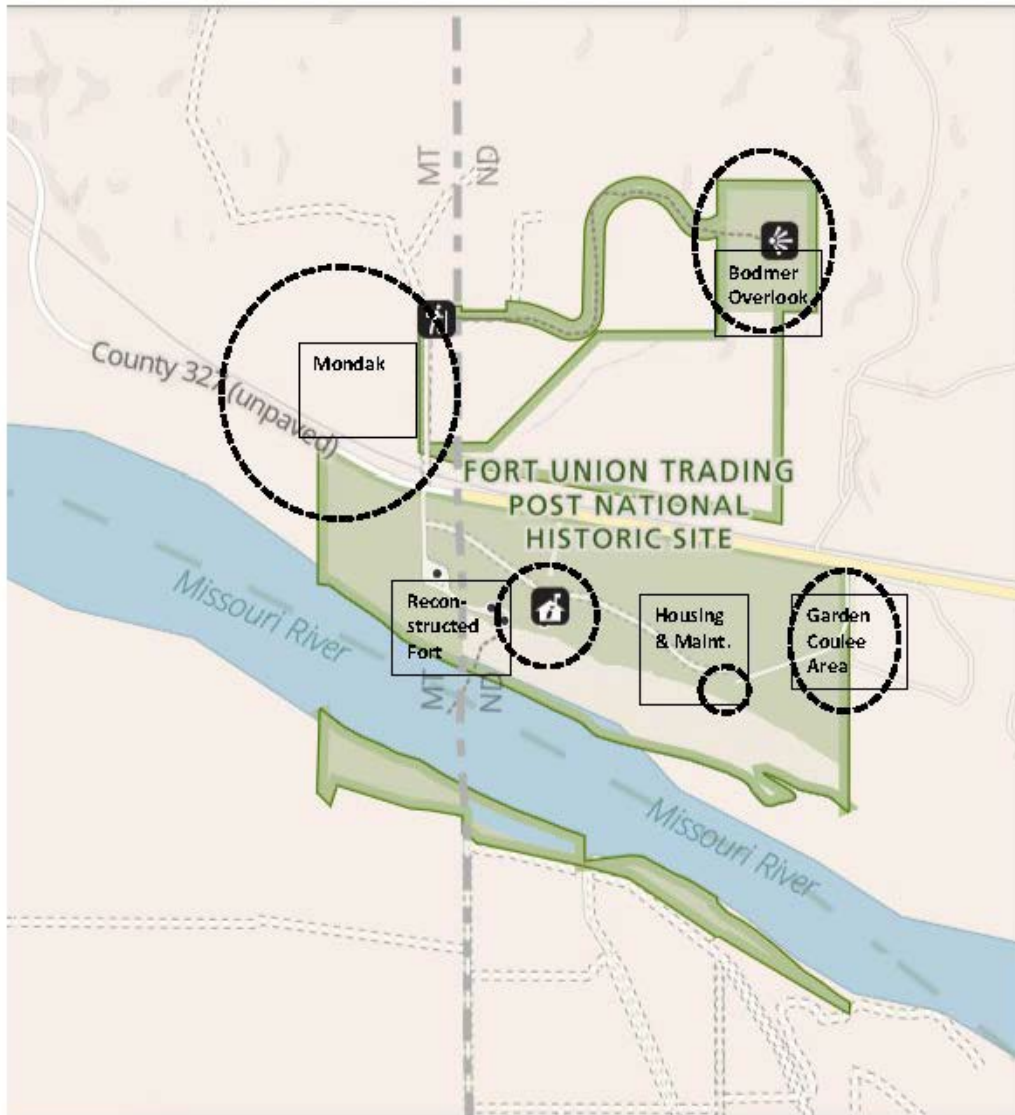 MT
ND
Bodmer
Overlook
Mondak
County 327 (unpaved)
FORT UNION TRADING
POST NATIONAL
HISTORIC SITE
Missouri River
Recon-
structed
Fort
Housing
& Maint.
Garden
Coulee
Area
MT
ND
Missouri River